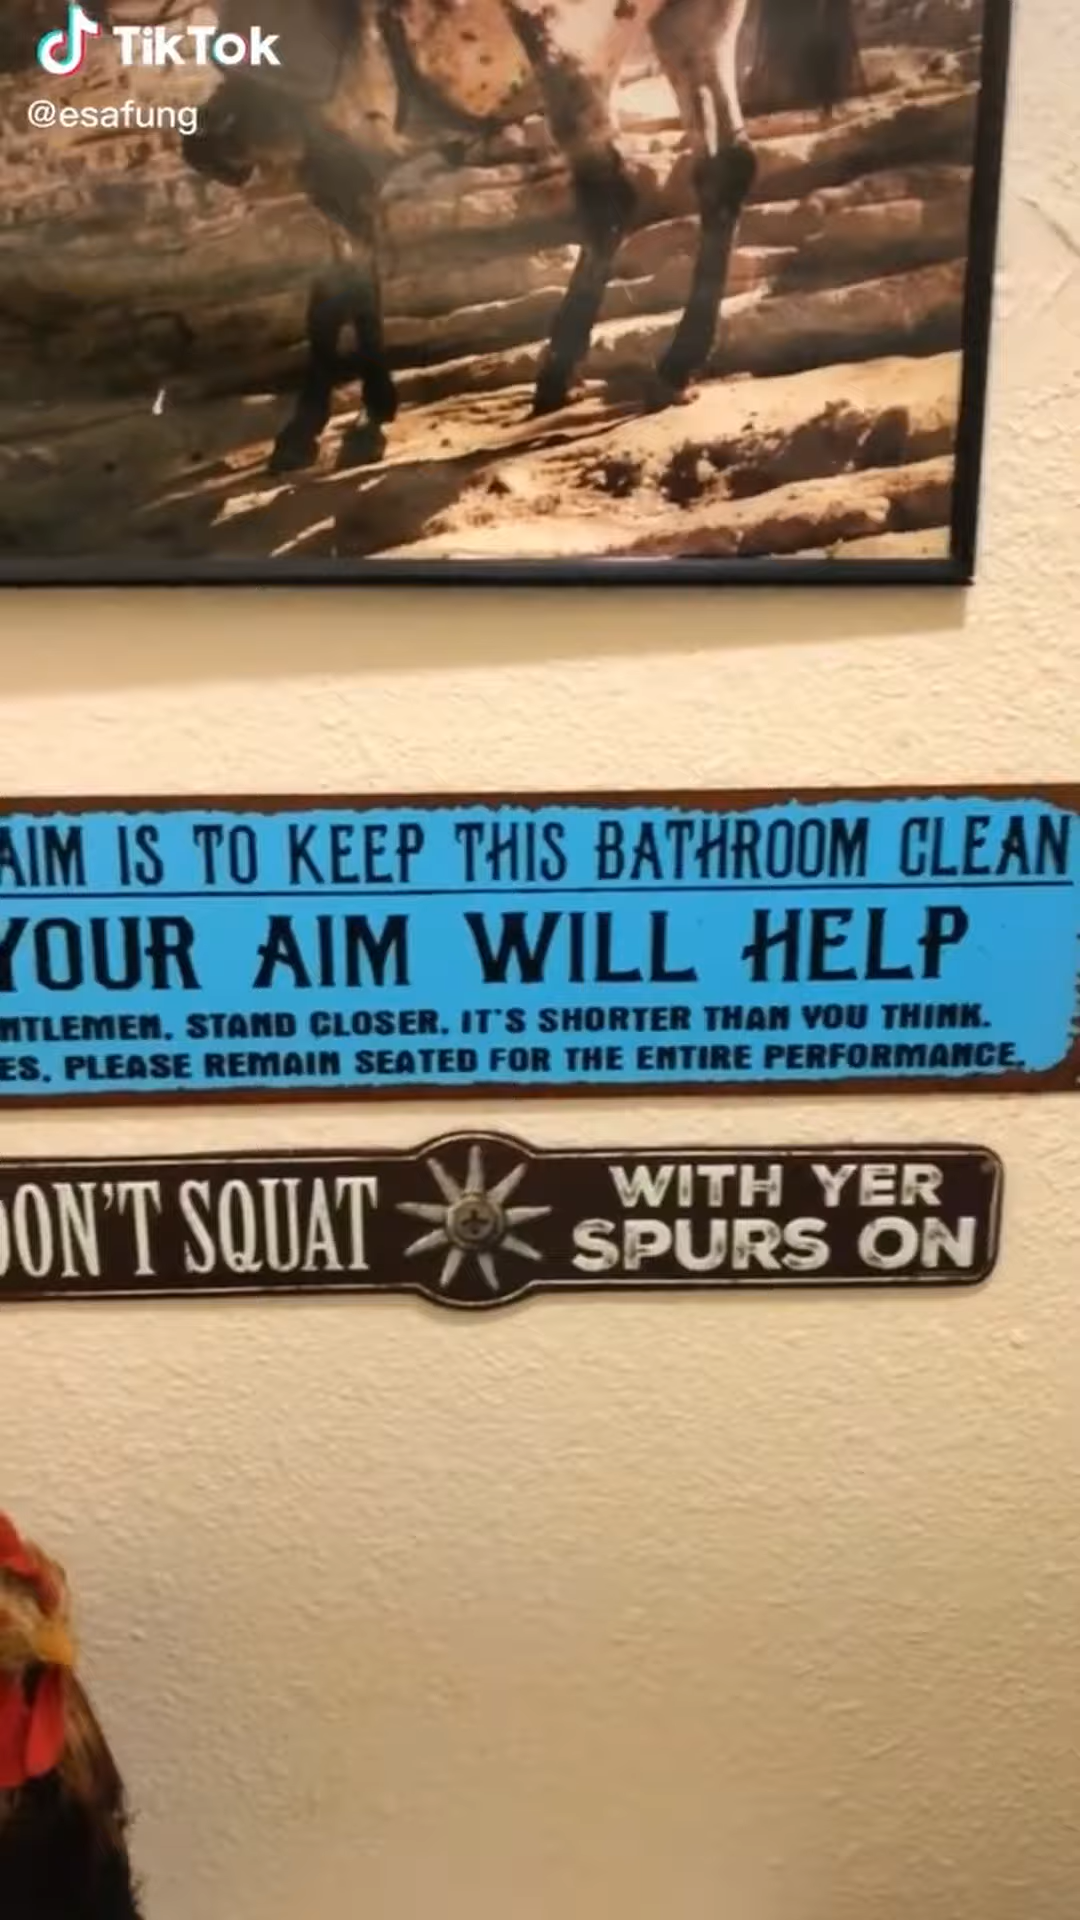 TikTok
@esafung
AIM IS TO KEEP THIS BATHROOM CLEAN
YOUR AIM WILL HELP
NTLEMEN. STAND CLOSER. IT'S SHORTER THAN YOU THINK.
ES, PLEASE REMAIN SEATED FOR THE ENTIRE PERFORMANCE.
DON'T SQUAT
WITH YER
SPURS ON